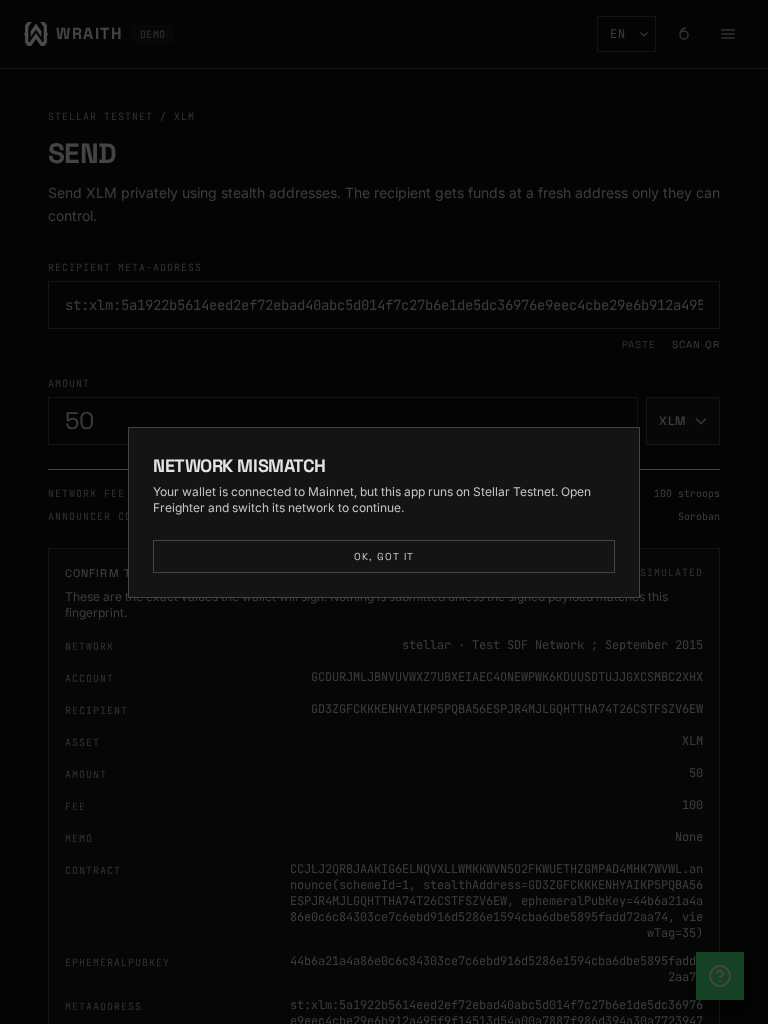 WRAITH DEMO EN
STELLAR TESTNET / XLM
SEND
Send XLM privately using stealth addresses. The recipient gets funds at a fresh address only they can
control.
RECIPIENT META-ADDRESS
st:xlm:5a1922b5614eed2ef72ebad40abc5d014f7c27b6e1de5dc36976e9eec4cbe29e6b912a495
PASTE SCAN QR
AMOUNT
50 XLM
NETWORK MISMATCH
Your wallet is connected to Mainnet, but this app runs on Stellar Testnet. Open
Freighter and switch its network to continue.
OK, GOT IT
NETWORK FEE 100 stroops
ANNOUNCER Soroban
CONFIRM SIMULATED
These are the exact values the wallet will sign. Nothing is submitted unless the signed payload matches this
fingerprint.
NETWORK stellar · Test SDF Network ; September 2015
ACCOUNT GCDURJMLJBNVUVWXZ7UBXEIAEC4ONEWPWK6KDUUSDTUJJGXCSMBC2XHX
RECIPIENT GD3ZGFCKKKENHYAIKP5PQBA56ESPJR4MJLGQHTTHA74T26CSTFSZV6EW
ASSET XLM
AMOUNT 50
FEE 100
MEMO None
CONTRACT CCJLJ2QRBJAAKIG6ELNQVXLLWMKKWVN5O2FKWUETHZGMPAD4MHK7WVWL.an
nounce(schemeId=1, stealthAddress=GD3ZGFCKKKENHYAIKP5PQBA56
ESPJR4MJLGQHTTHA74T26CSTFSZV6EW, ephemeralPubKey=44b6a21a4a
86e0c6c84303ce7c6ebd916d5286e1594cba6dbe5895fadd72aa74, vie
wTag=35)
EPHEMERALPUBKEY 44b6a21a4a86e0c6c84303ce7c6ebd916d5286e1594cba6dbe5895fadd
2aa7
METAADDRESS st:xlm:5a1922b5614eed2ef72ebad40abc5d014f7c27b6e1de5dc36976
e9eec4cbe29e6b912a495f9f14513d54a00a7887f986d394a30a7723947